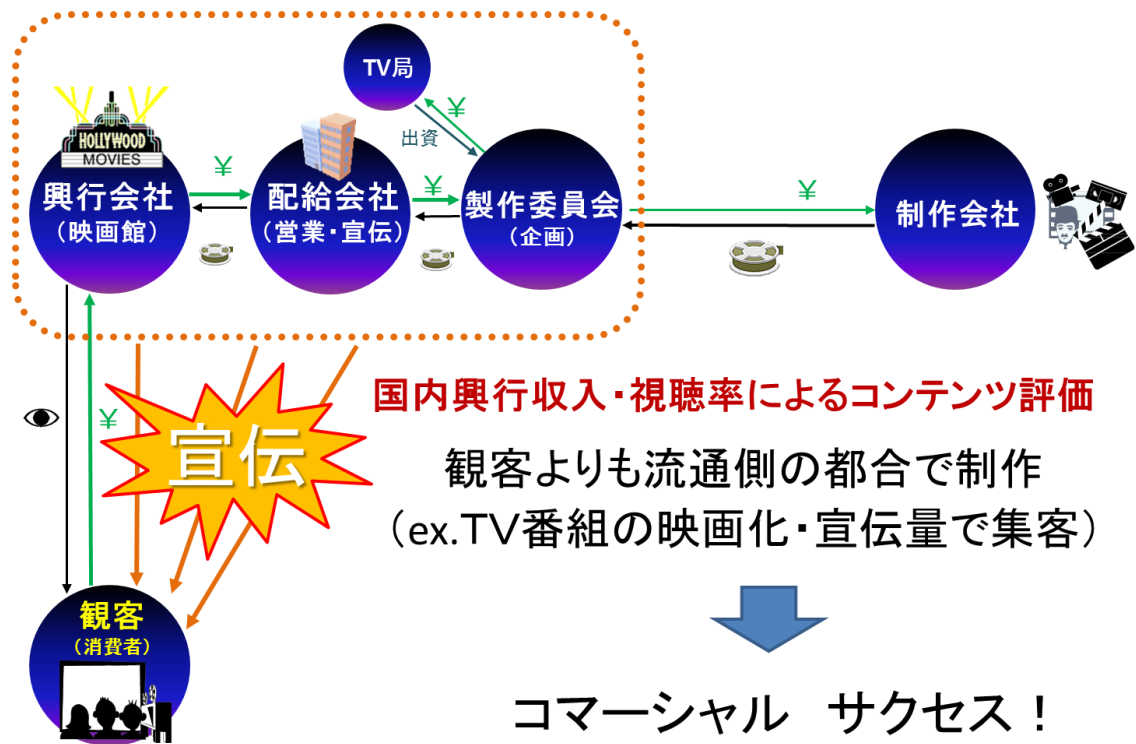 TV局
¥
出資
HOLLYWOOD
MOVIES
興行会社
（映画館）
¥
配給会社
（営業・宣伝）
¥
製作委員会
（企画）
¥
制作会社
¥
宣伝
国内興行収入・視聴率によるコンテンツ評価
観客よりも流通側の都合で制作
（ex.TV番組の映画化・宣伝量で集客）
観客
（消費者）
コマーシャル　サクセス！